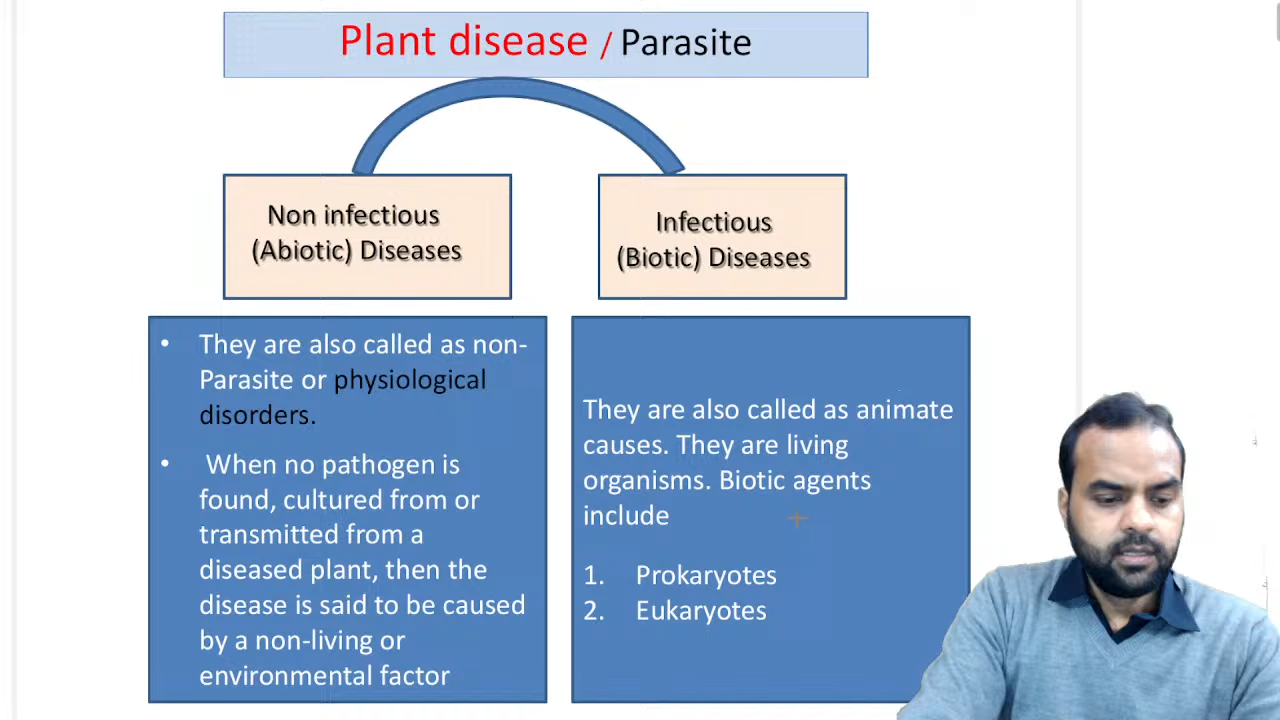 Plant disease / Parasite
Non infectious
(Abiotic) Diseases
Infectious
(Biotic) Diseases
• They are also called as non-
Parasite or physiological
disorders.
• When no pathogen is
found, cultured from or
transmitted from a
diseased plant, then the
disease is said to be caused
by a non-living or
environmental factor
They are also called as animate
causes. They are living
organisms. Biotic agents
include
1. Prokaryotes
2. Eukaryotes